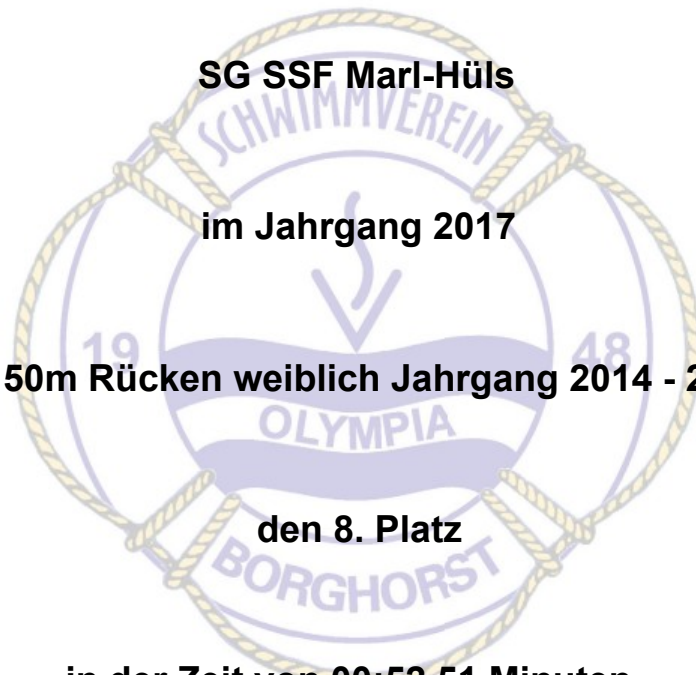 SG SSF Marl-Hüls
SCHWIMMVEREIN
im Jahrgang 2017
19 48
50m Rücken weiblich Jahrgang 2014 - 2
OLYMPIA
den 8. Platz
BORGHORST
in der Zeit von